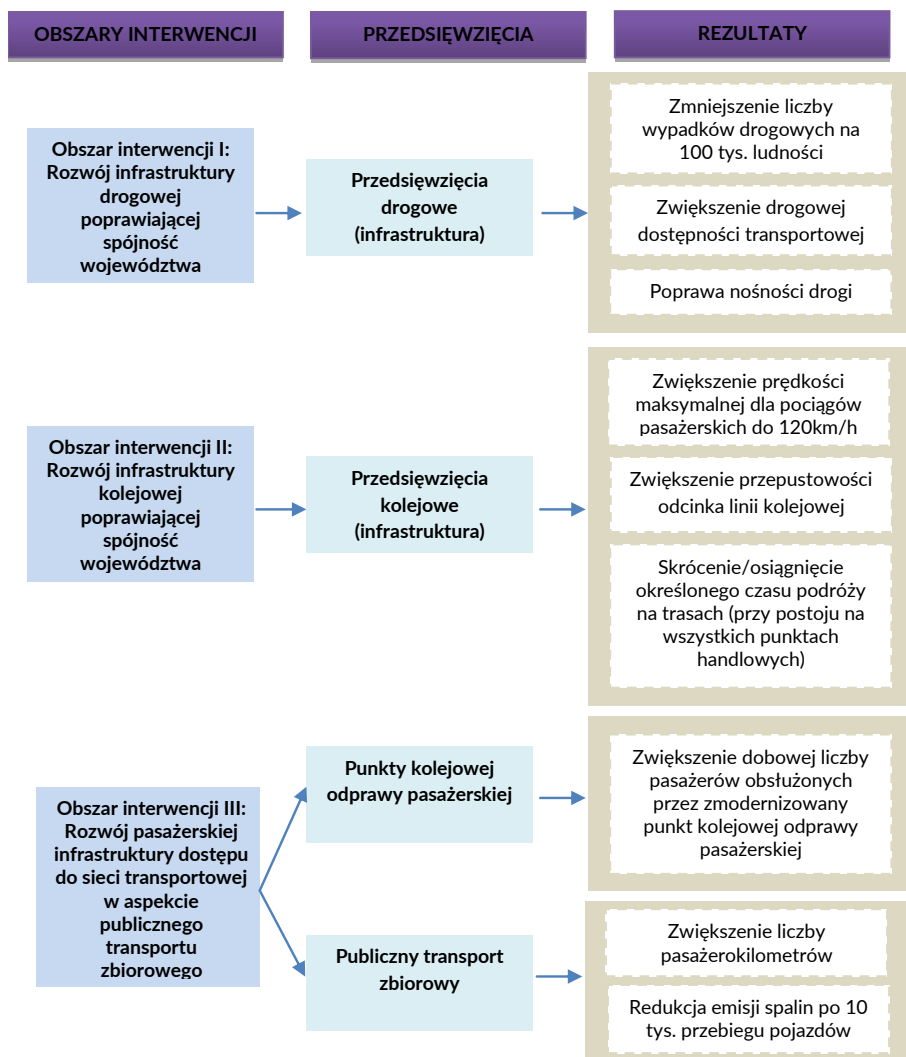 OBSZARY INTERWENCJI
PRZEDSIĘWZIĘCIA
REZULTATY
Obszar interwencji I:
Rozwój infrastruktury
drogowej
poprawiającej
spójność
województwa
Przedsięwzięcia
drogowe
(infrastruktura)
Zmniejszenie liczby
wypadków drogowych na
100 tys. ludności
Zwiększenie drogowej
dostępności transportowej
Poprawa nośności drogi
Obszar interwencji II:
Rozwój infrastruktury
kolejowej
poprawiającej
spójność
województwa
Przedsięwzięcia
kolejowe
(infrastruktura)
Zwiększenie prędkości
maksymalnej dla pociągów
pasażerskich do 120km/h
Zwiększenie przepustowości
odcinka linii kolejowej
Skrócenie/osiągnięcie
określonego czasu podróży
na trasach (przy postoju na
wszystkich punktach
handlowych)
Obszar interwencji III:
Rozwój pasażerskiej
infrastruktury dostępu
do sieci transportowej
w aspekcie
publicznego
transportu
zbiorowego
Punkty kolejowej
odprawy pasażerskiej
Zwiększenie dobowej liczby
pasażerów obsłużonych
przez zmodernizowany
punkt kolejowej odprawy
pasażerskiej
Publiczny transport
zbiorowy
Zwiększenie liczby
pasażerokilometrów
Redukcja emisji spalin po 10
tys. przebiegu pojazdów